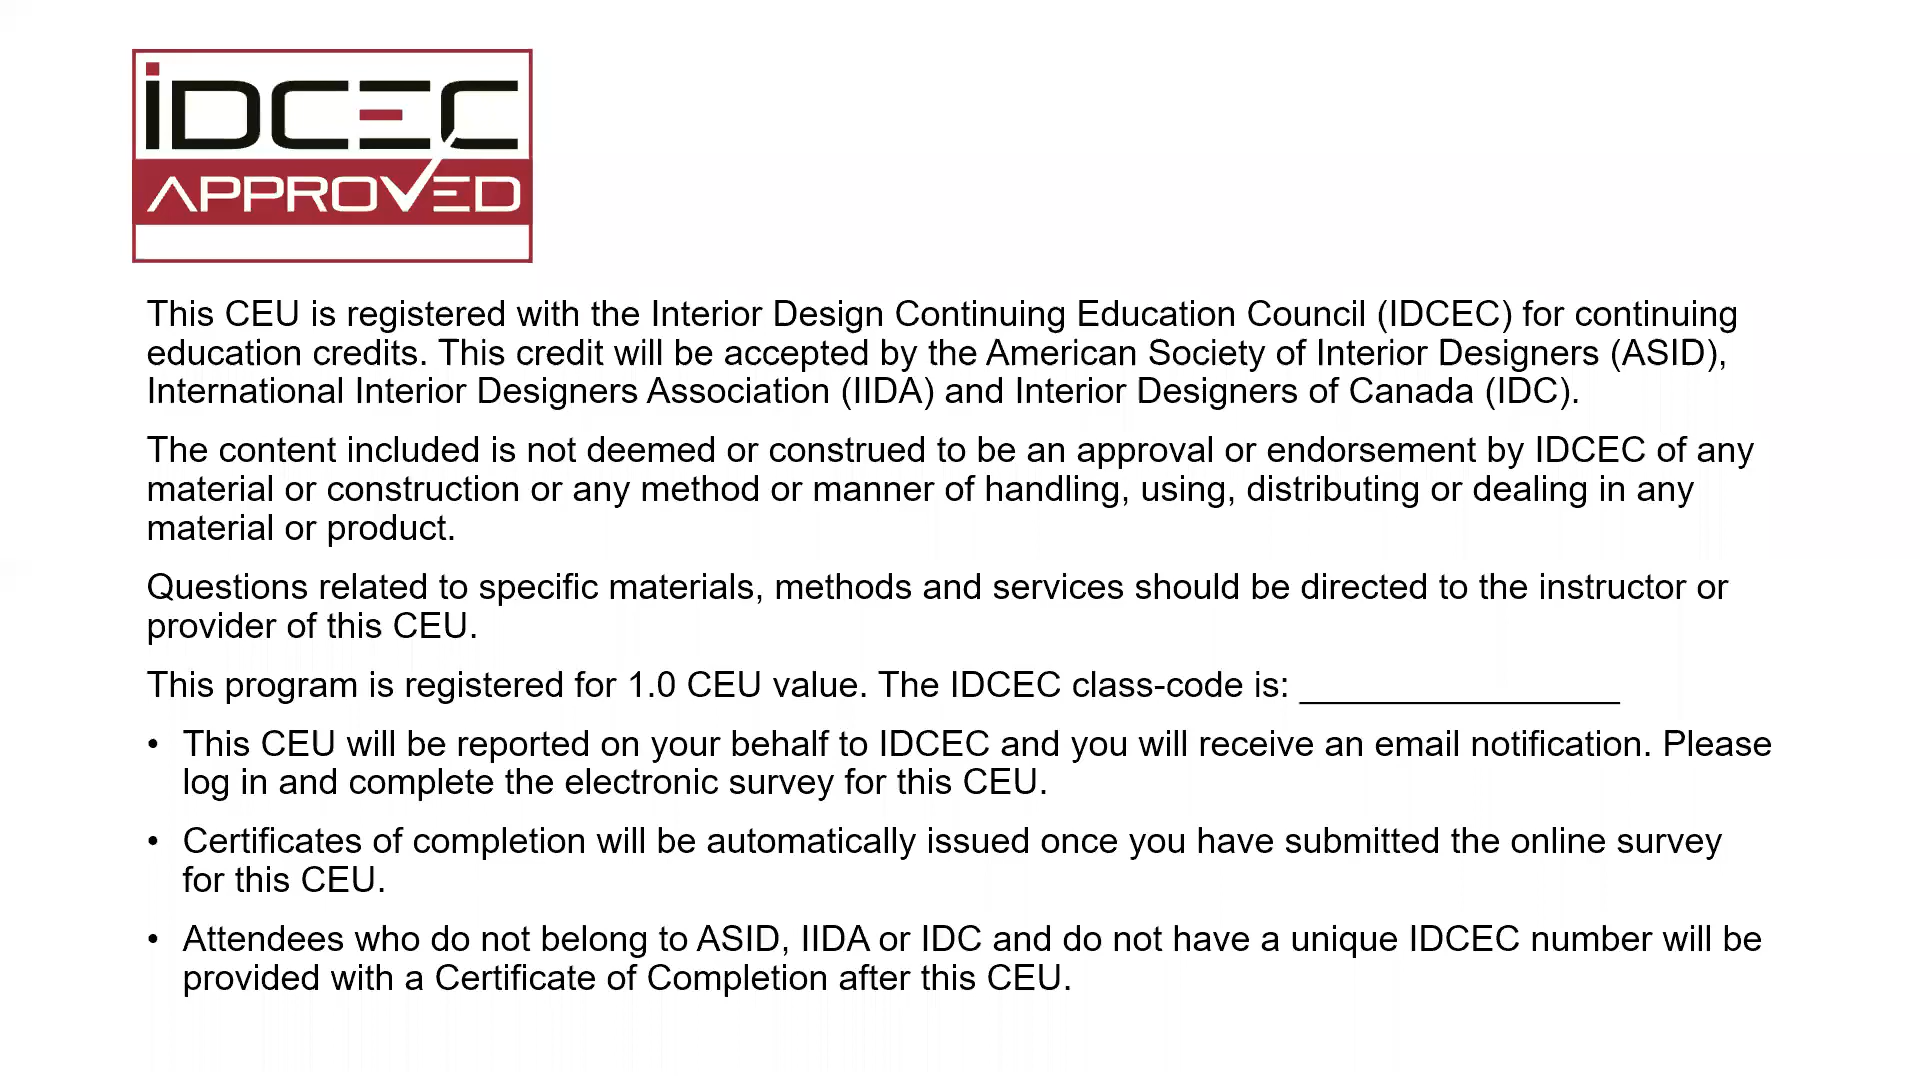 iDCEC
APPROVED
This CEU is registered with the Interior Design Continuing Education Council (IDCEC) for continuing
education credits. This credit will be accepted by the American Society of Interior Designers (ASID),
International Interior Designers Association (IIDA) and Interior Designers of Canada (IDC).
The content included is not deemed or construed to be an approval or endorsement by IDCEC of any
material or construction or any method or manner of handling, using, distributing or dealing in any
material or product.
Questions related to specific materials, methods and services should be directed to the instructor or
provider of this CEU.
This program is registered for 1.0 CEU value. The IDCEC class-code is: ________________
• This CEU will be reported on your behalf to IDCEC and you will receive an email notification. Please
log in and complete the electronic survey for this CEU.
• Certificates of completion will be automatically issued once you have submitted the online survey
for this CEU.
• Attendees who do not belong to ASID, IIDA or IDC and do not have a unique IDCEC number will be
provided with a Certificate of Completion after this CEU.